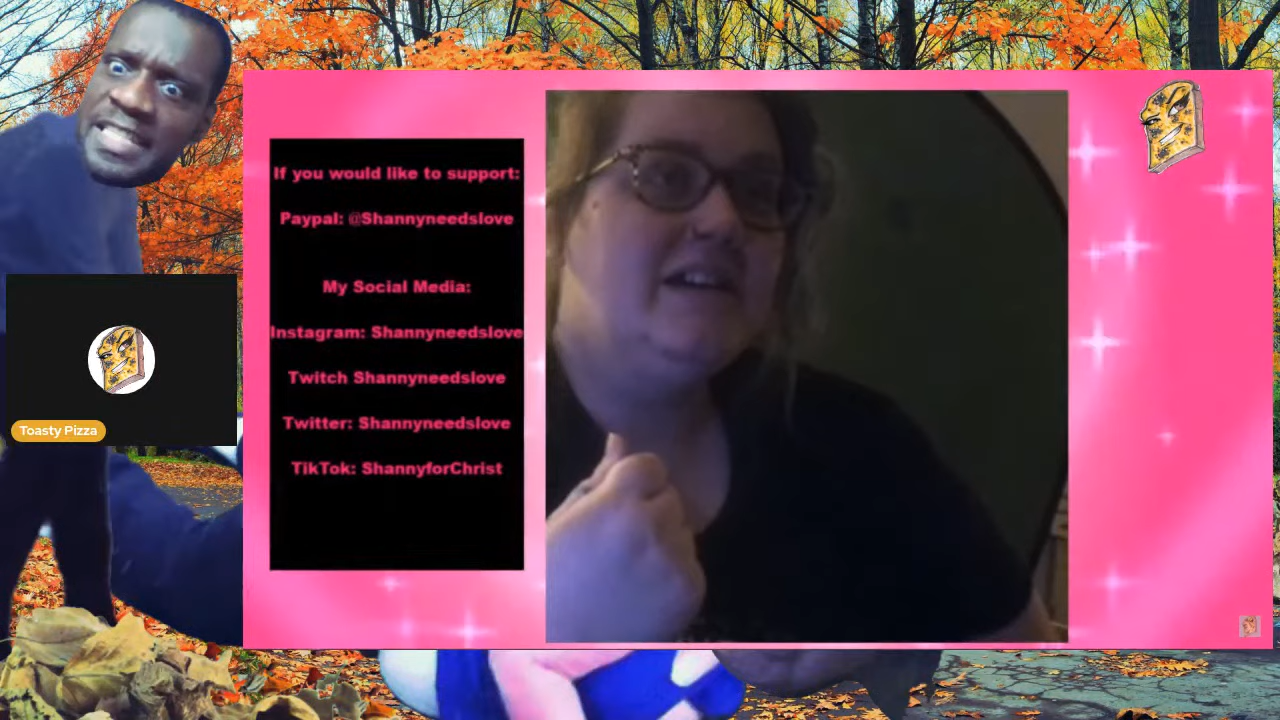 If you would like to support:
Paypal: @Shannyneedslove
My Social Media:
Instagram: Shannyneedslove
Twitch Shannyneedslove
Twitter: Shannyneedslove
TikTok: ShannyforChrist
Toasty Pizza